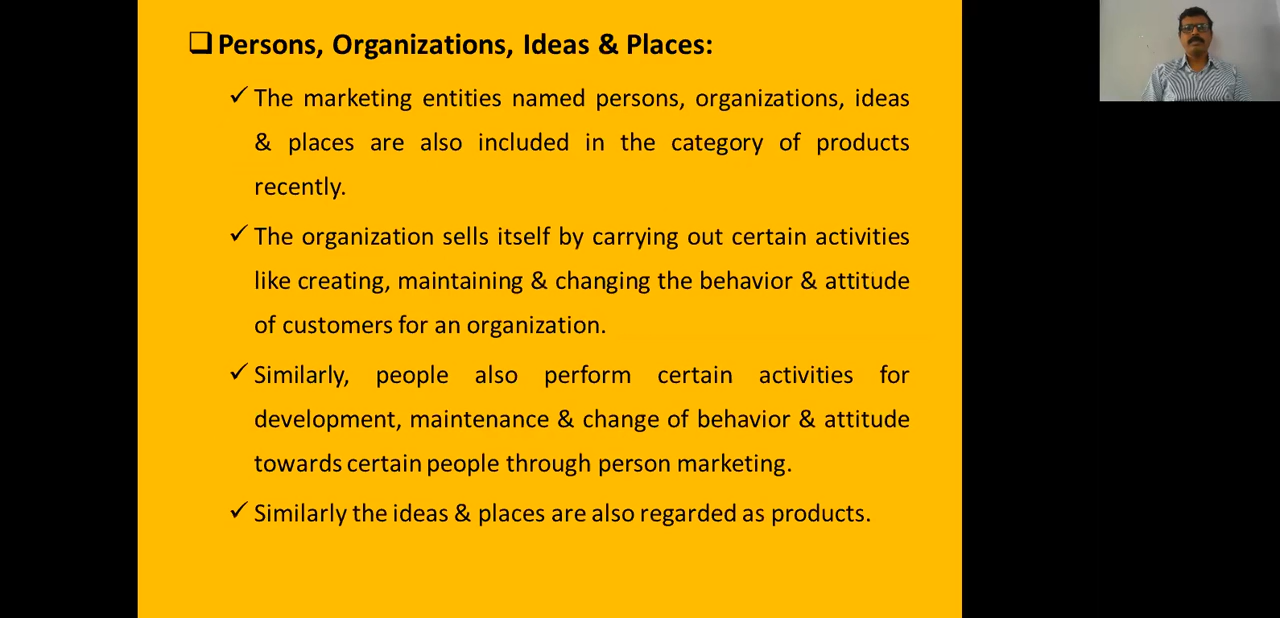 ❑ Persons, Organizations, Ideas & Places:
✓ The marketing entities named persons, organizations, ideas
& places are also included in the category of products
recently.
✓ The organization sells itself by carrying out certain activities
like creating, maintaining & changing the behavior & attitude
of customers for an organization.
✓ Similarly, people also perform certain activities for
development, maintenance & change of behavior & attitude
towards certain people through person marketing.
✓ Similarly the ideas & places are also regarded as products.